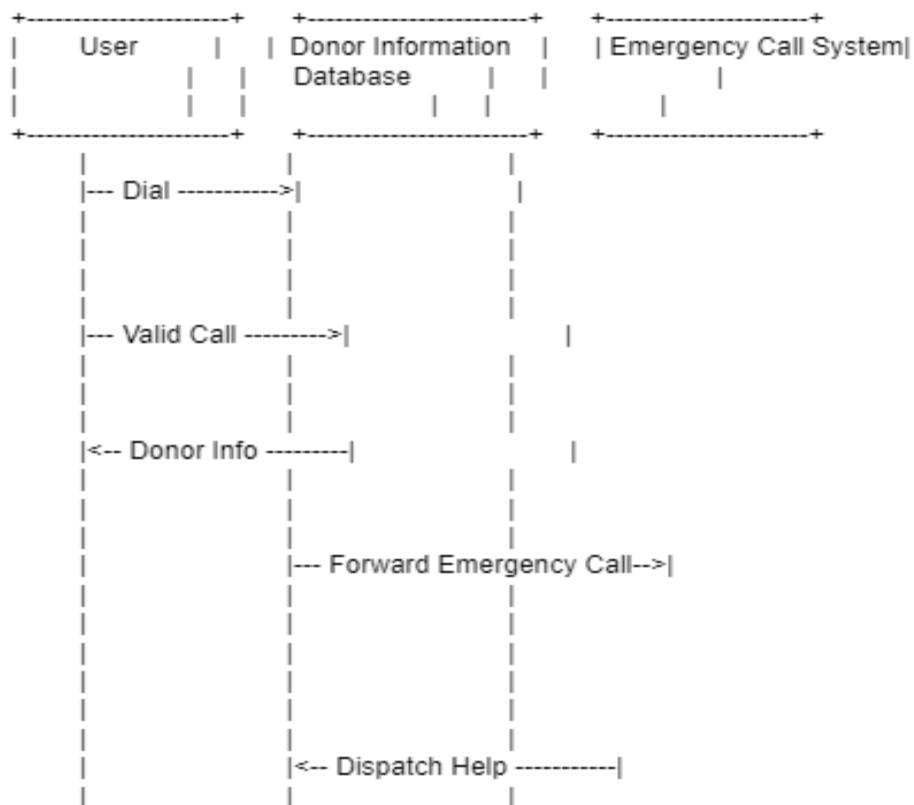 User
Donor Information
Database
Emergency Call System
Dial
Valid Call
Donor Info
Forward Emergency Call
Dispatch Help